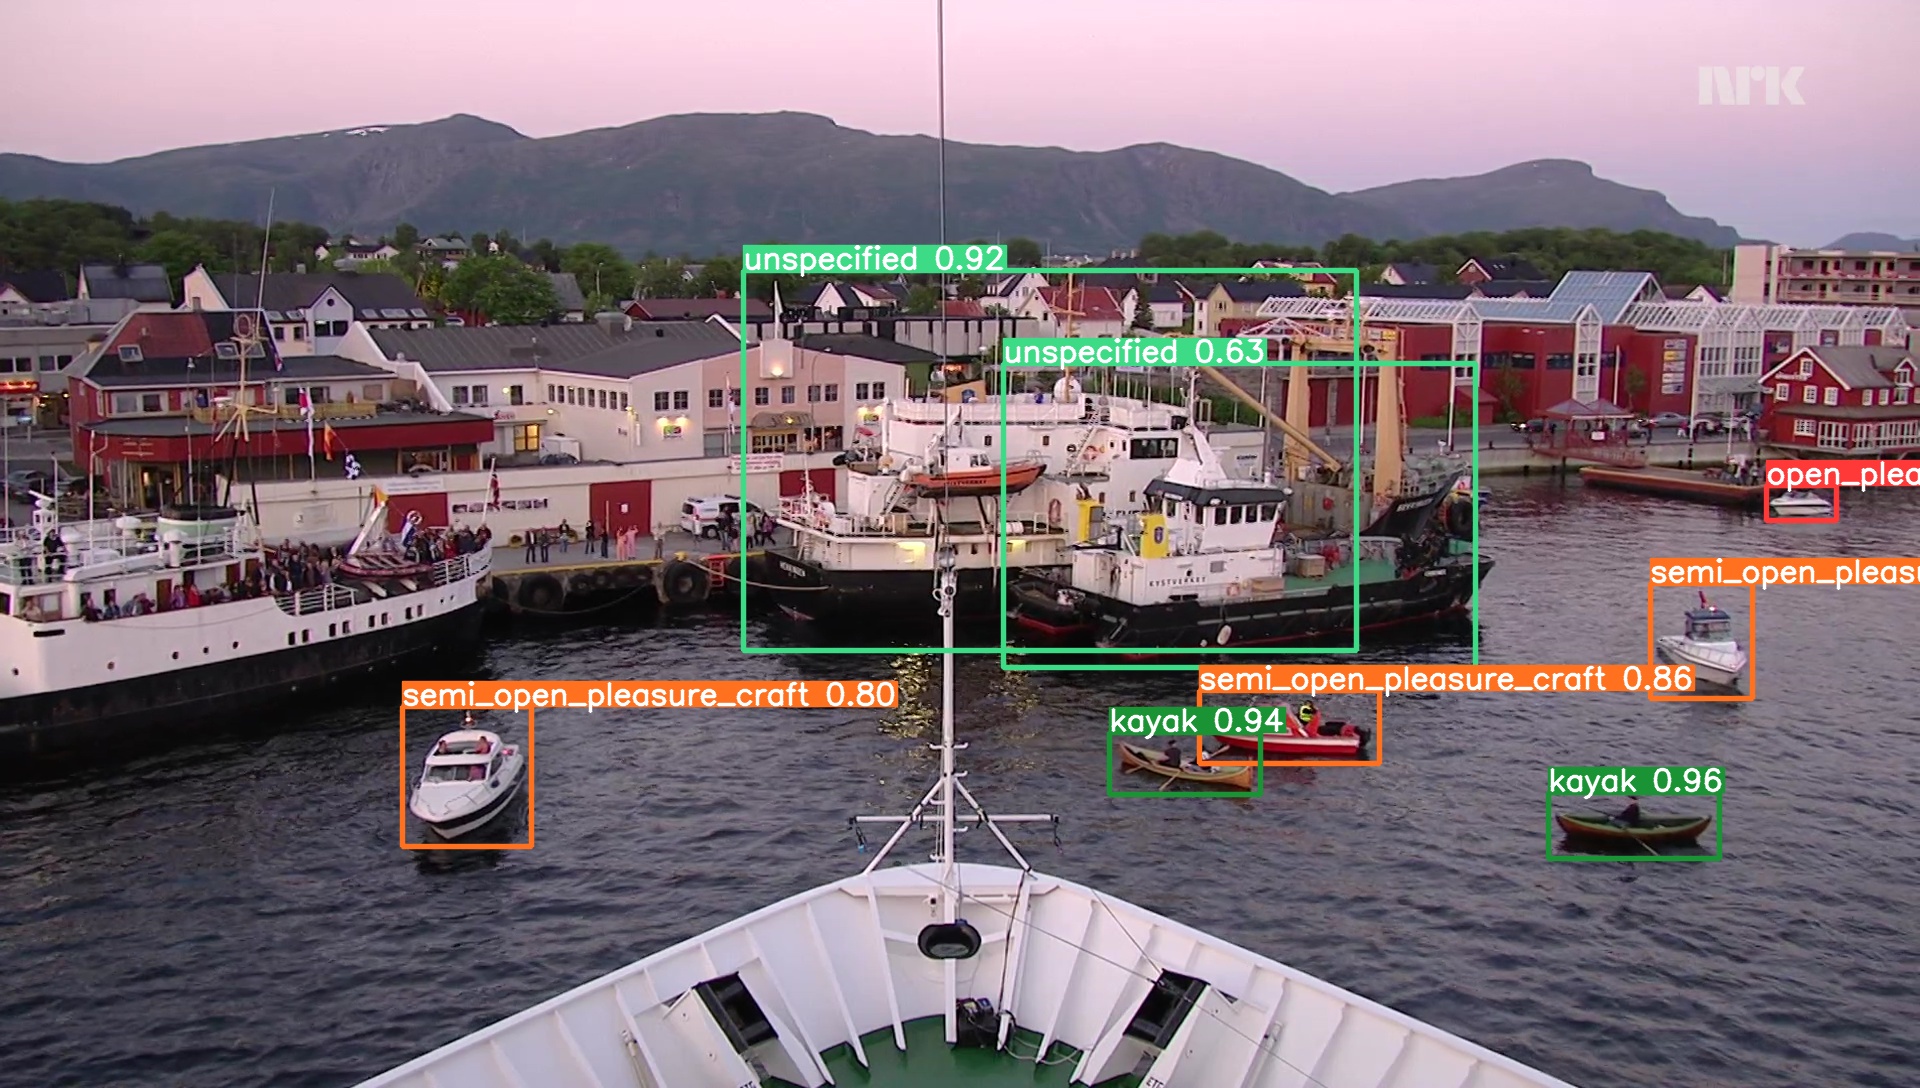 nrk
unspecified 0.92
unspecified 0.63
open_plea
semi_open_pleasu
semi_open_pleasure_craft 0.86
semi_open_pleasure_craft 0.80
kayak 0.94
kayak 0.96
KYSTVERKET